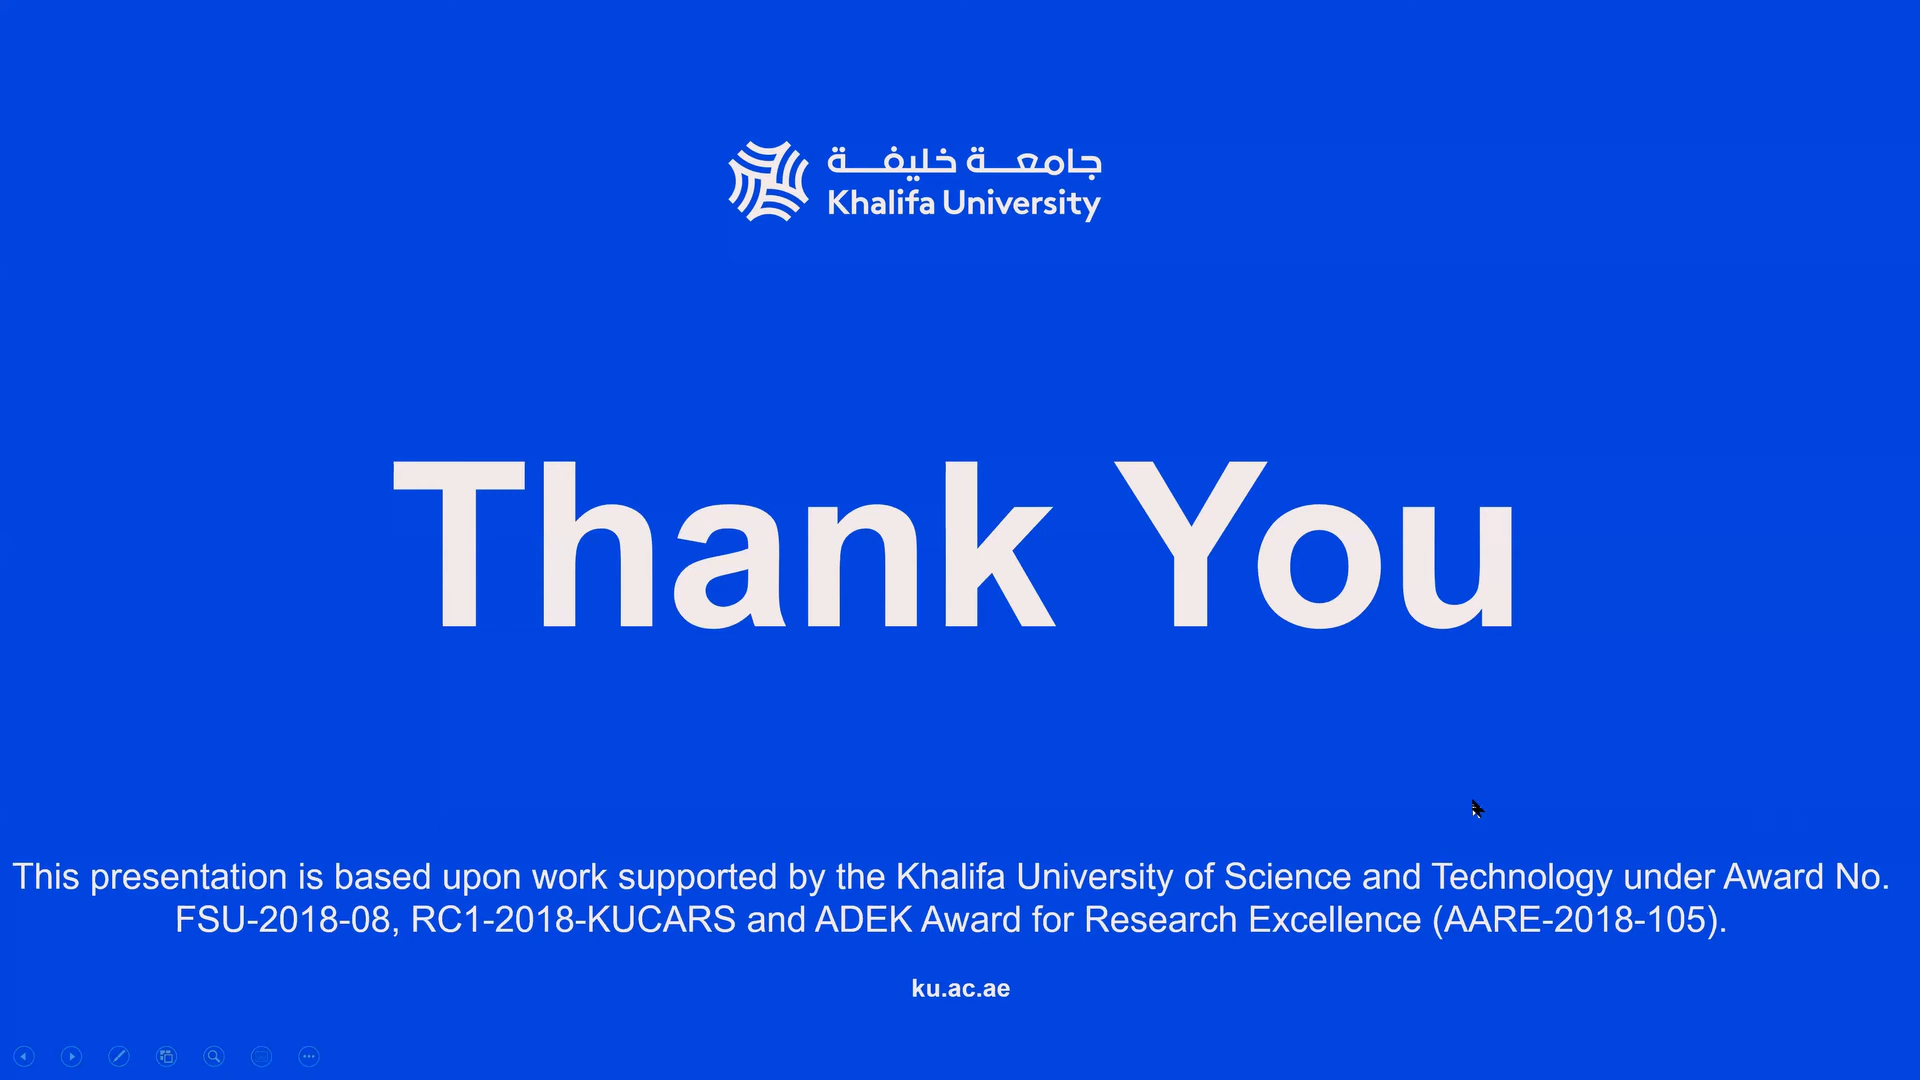 جامعة خليفة
Khalifa University
Thank You
This presentation is based upon work supported by the Khalifa University of Science and Technology under Award No.
FSU-2018-08, RC1-2018-KUCARS and ADEK Award for Research Excellence (AARE-2018-105).
ku.ac.ae